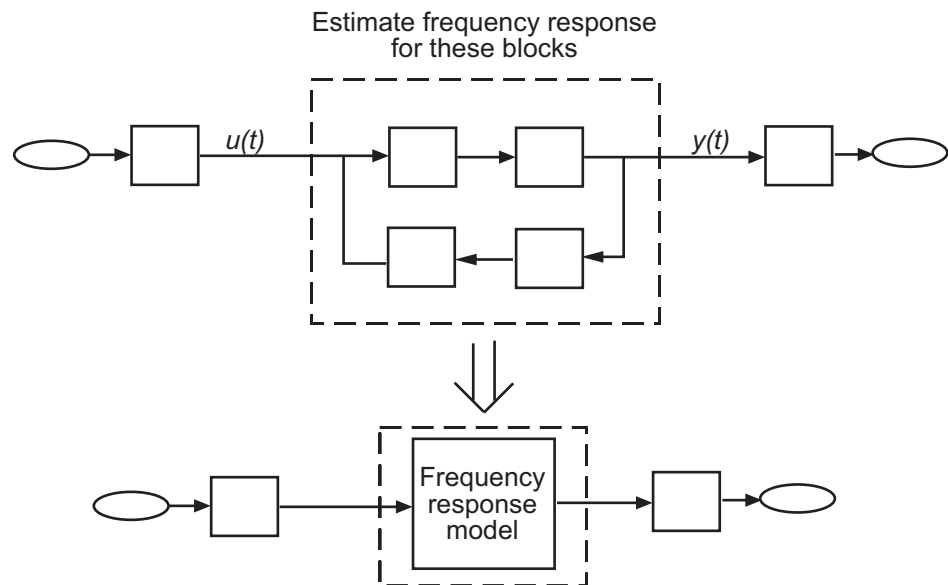 Estimate frequency response
for these blocks
u(t)
y(t)
Frequency
response
model